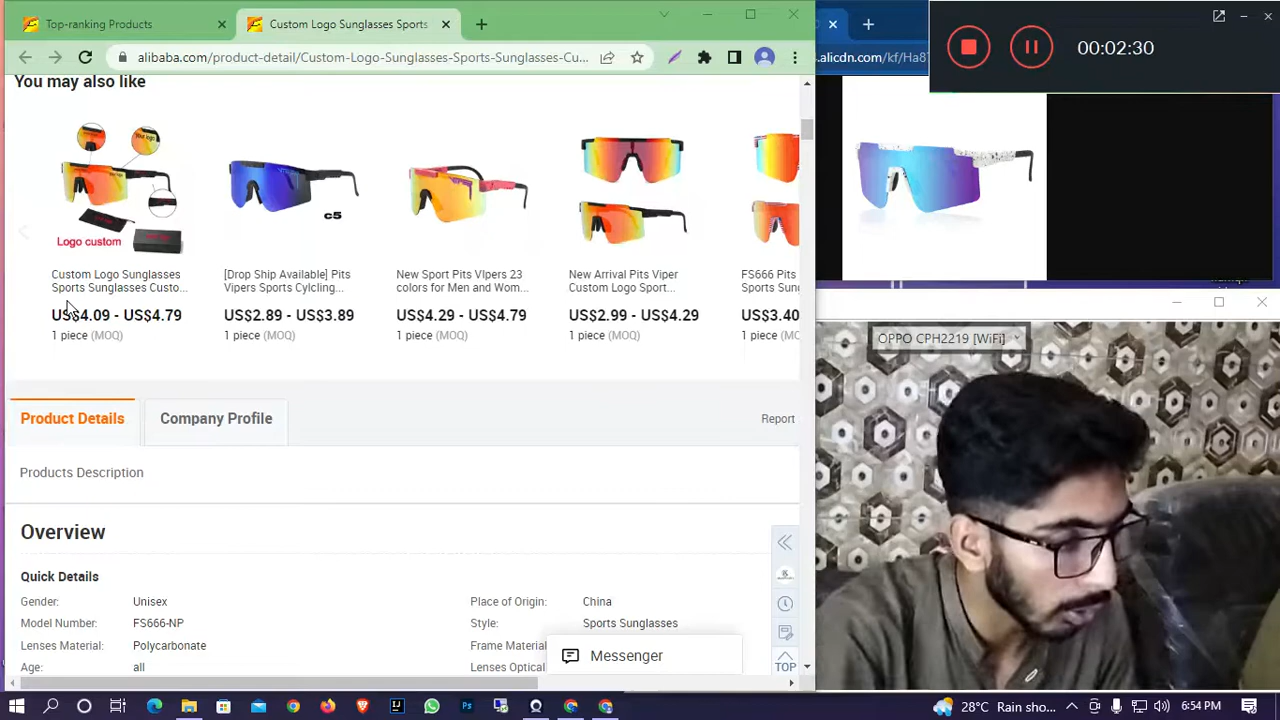 Top-ranking Products
Custom Logo Sunglasses Sports
alibaba.com/product-detail/Custom-Logo-Sunglasses-Sports-Sunglasses-Cu...
.alicdn.com/kf/Ha8
00:02:30
You may also like
Logo custom
c5
Custom Logo Sunglasses
Sports Sunglasses Custo...
US$4.09 - US$4.79
1 piece (MOQ)
[Drop Ship Available] Pits
Vipers Sports Cylcling...
US$2.89 - US$3.89
1 piece (MOQ)
New Sport Pits VIpers 23
colors for Men and Wom...
US$4.29 - US$4.79
1 piece (MOQ)
New Arrival Pits Viper
Custom Logo Sport...
US$2.99 - US$4.29
1 piece (MOQ)
FS666 Pits
Sports Sung
US$3.40
1 piece (MO
OPPO CPH2219 [WiFi]
Product Details
Company Profile
Report
Products Description
Overview
Quick Details
Gender: Unisex
Place of Origin: China
Model Number: FS666-NP
Style: Sports Sunglasses
Lenses Material: Polycarbonate
Frame Material
Age: all
Lenses Optical
Messenger
TOP
28°C Rain sho...
6:54 PM